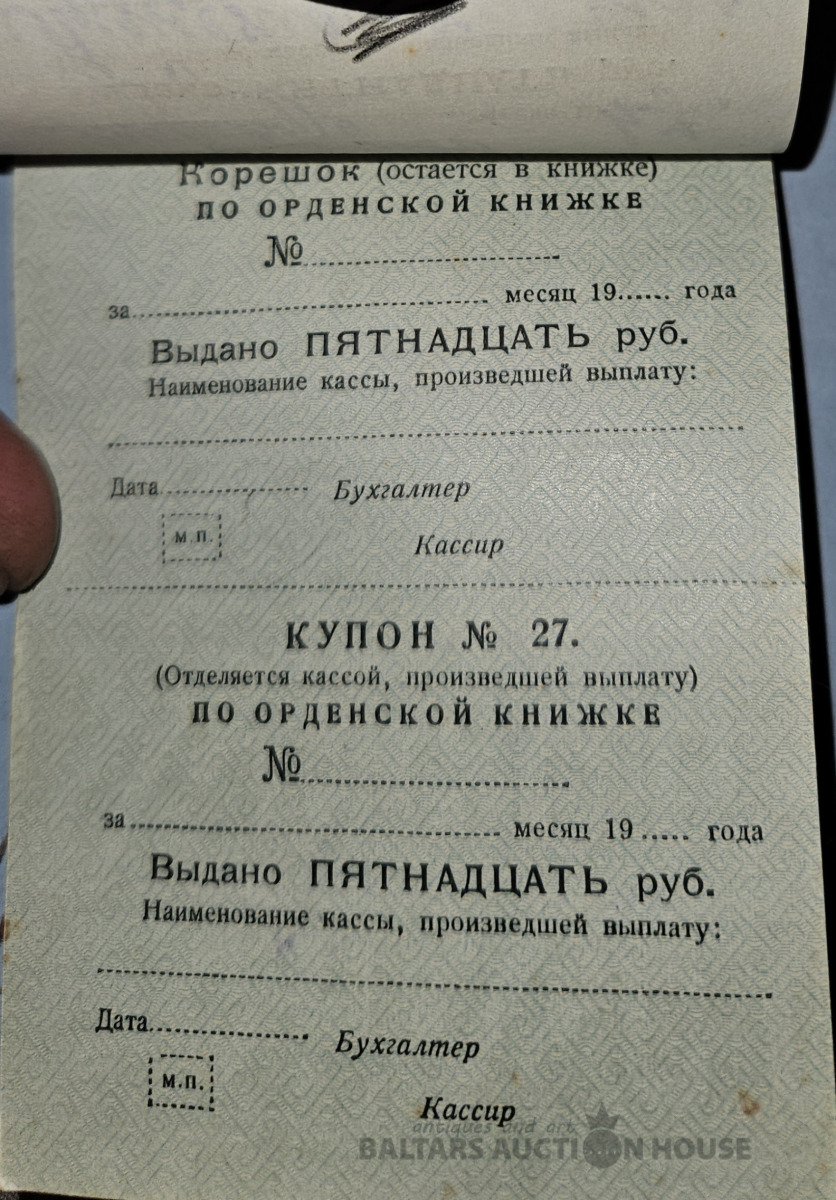 Корешок (остается в книжке)
ПО ОРДЕНСКОЙ КНИЖКЕ
№..............................
за.............................. месяц 19...... года
Выдано ПЯТНАДЦАТЬ руб.
Наименование кассы, произведшей выплату:
Дата.................. Бухгалтер
М.П.
Кассир
КУПОН № 27.
(Отделяется кассой, произведшей выплату)
ПО ОРДЕНСКОЙ КНИЖКЕ
№..............................
за.............................. месяц 19..... года
Выдано ПЯТНАДЦАТЬ руб.
Наименование кассы, произведшей выплату:
Дата.................. Бухгалтер
М.П.
Кассир
antiques and art
BALTARS AUCTION HOUSE